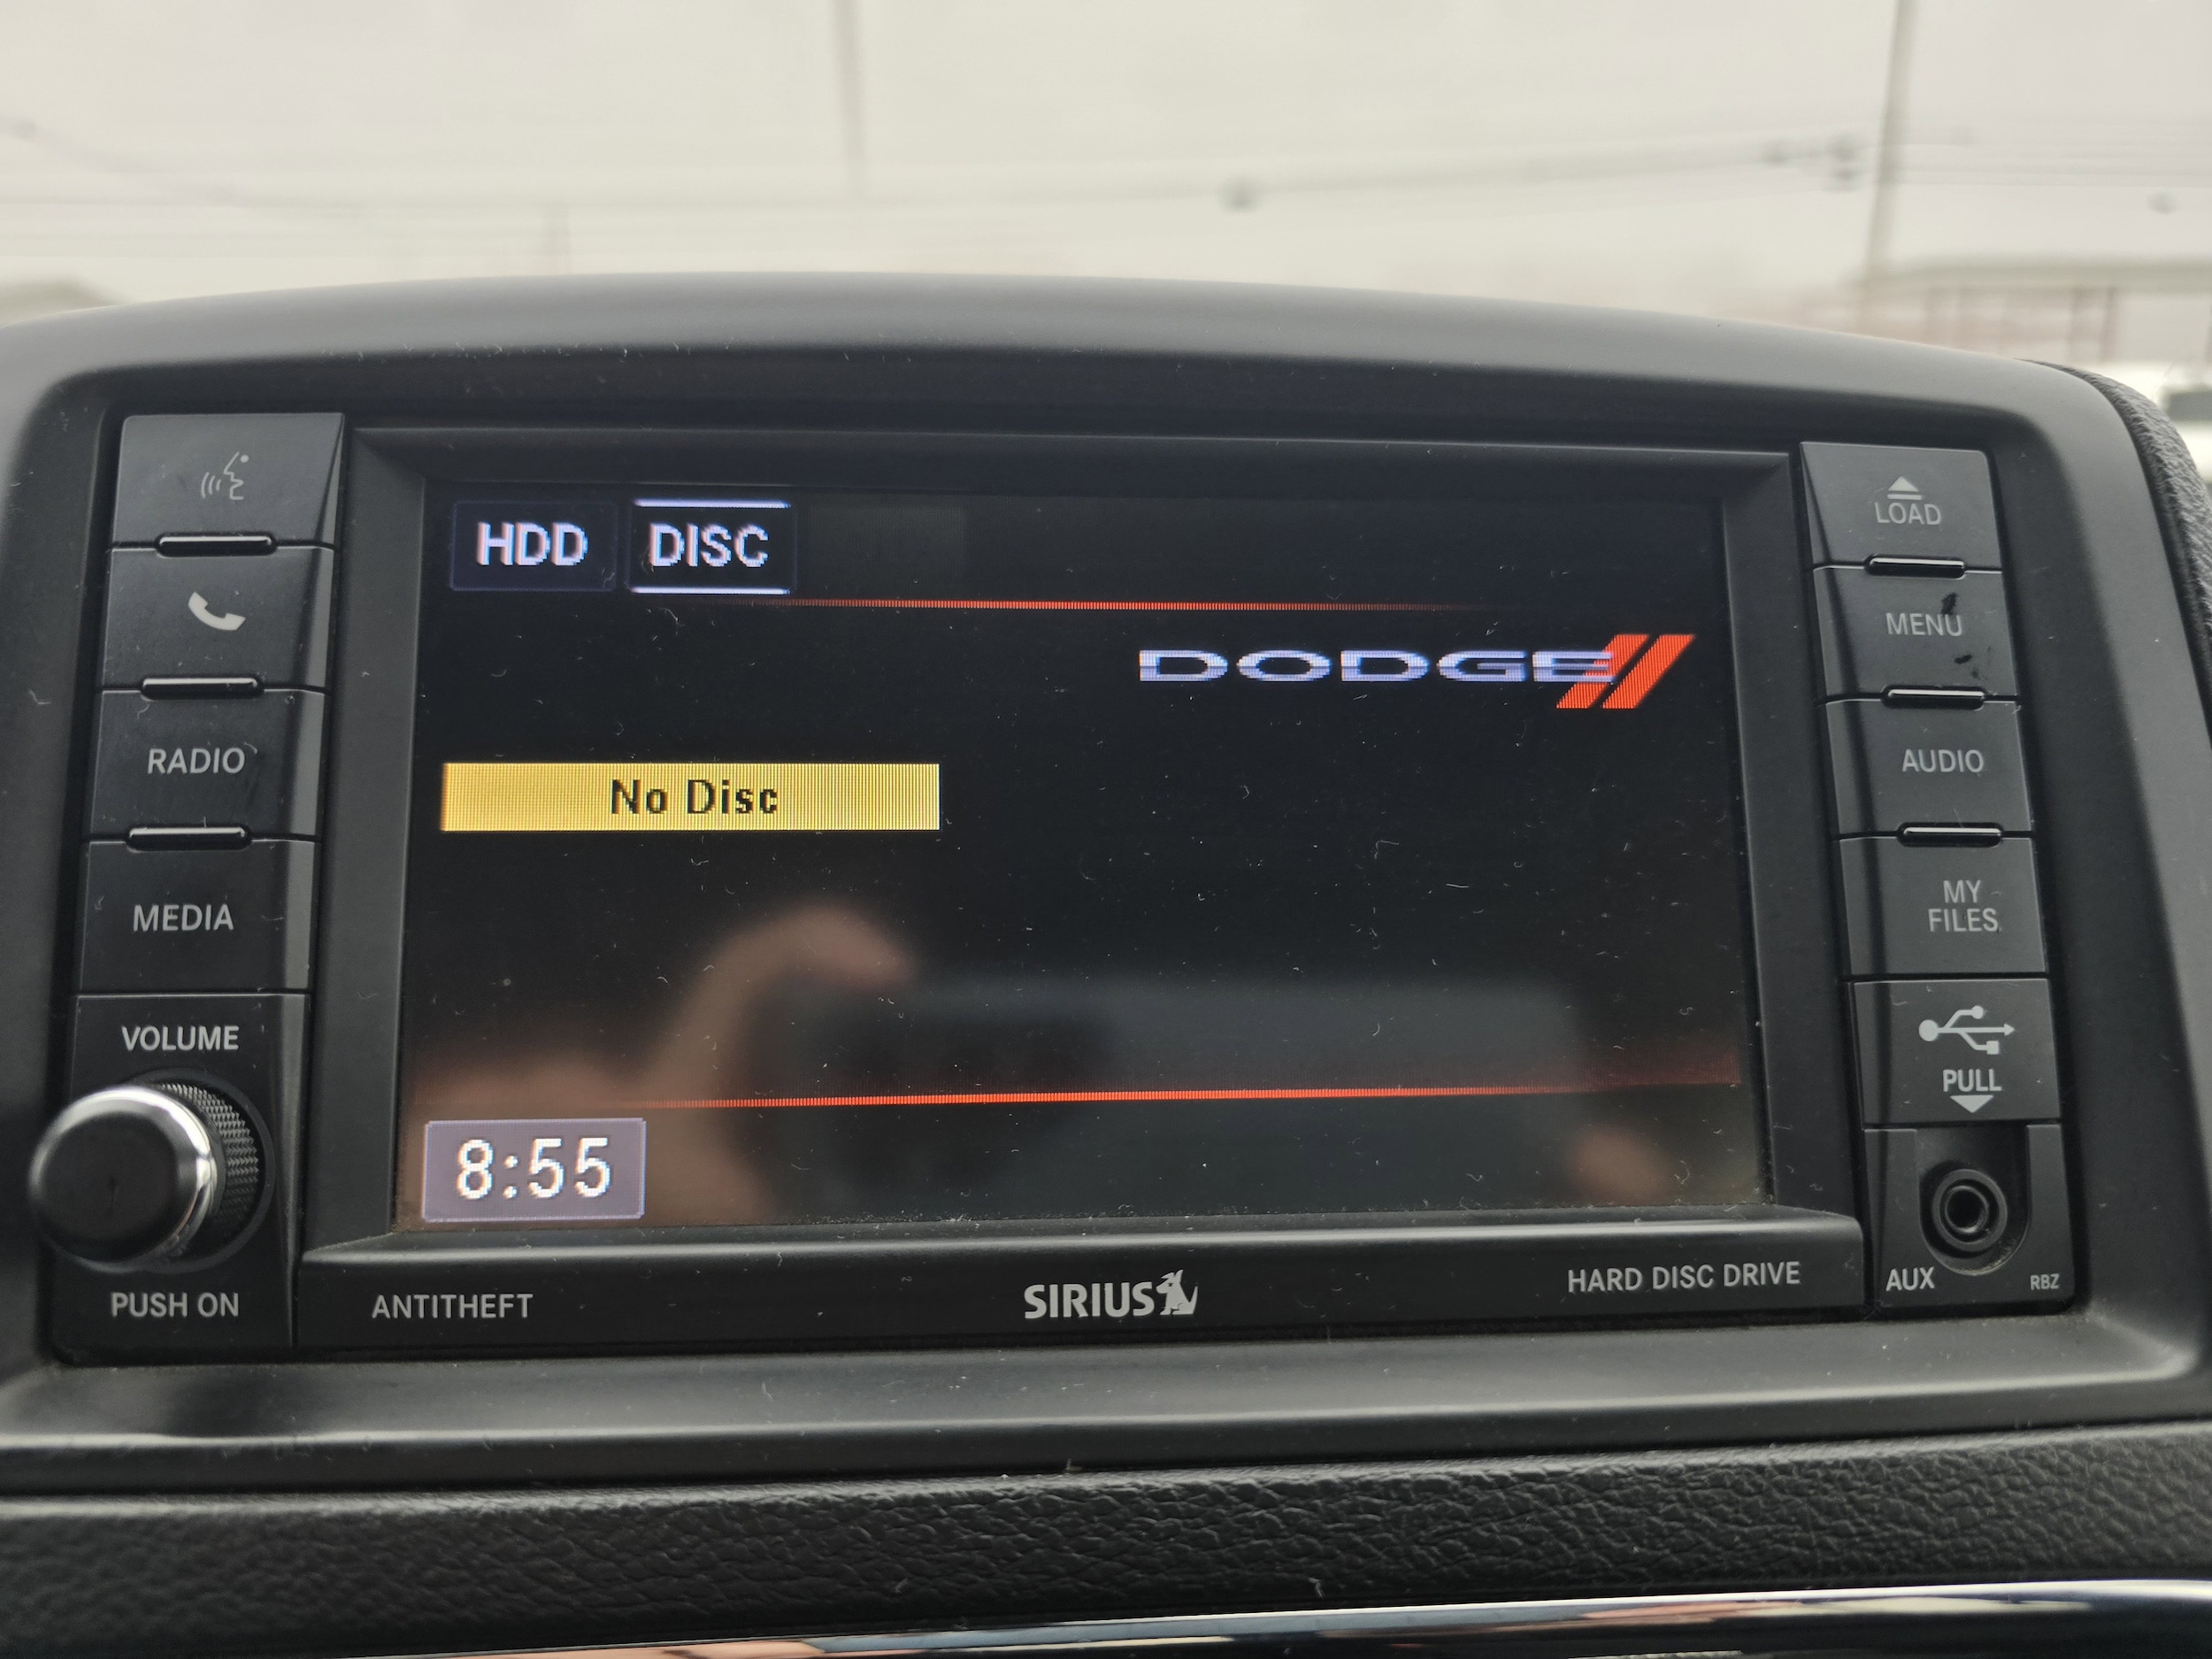 HDD DISC
DODGE
No Disc
8:55
RADIO
MEDIA
VOLUME
PUSH ON
LOAD
MENU
AUDIO
MY
FILES
PULL
AUX
RBZ
ANTITHEFT
SIRIUS
HARD DISC DRIVE